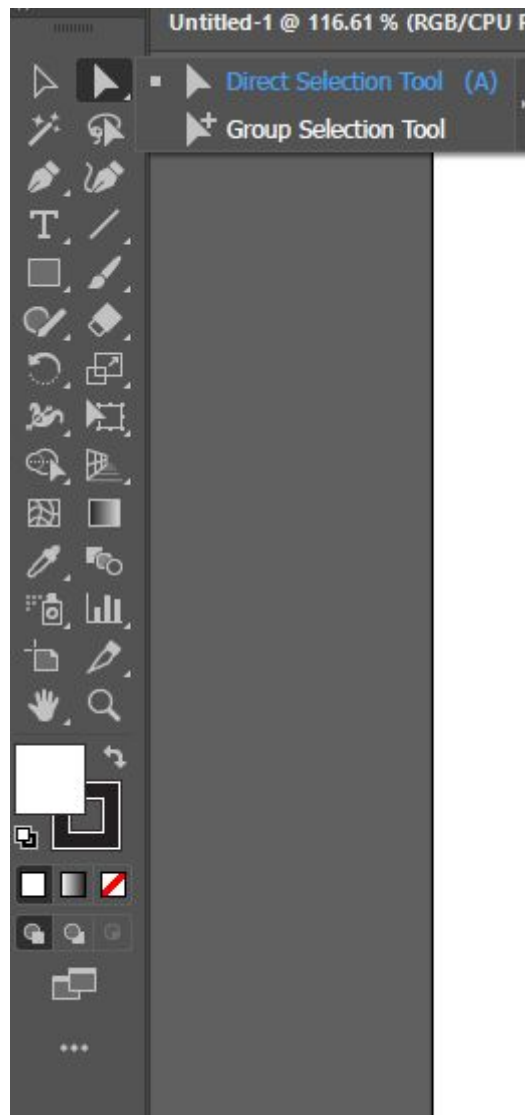 Untitled-1 @ 116.61 % (RGB/CPU
Direct Selection Tool (A)
Group Selection Tool
T